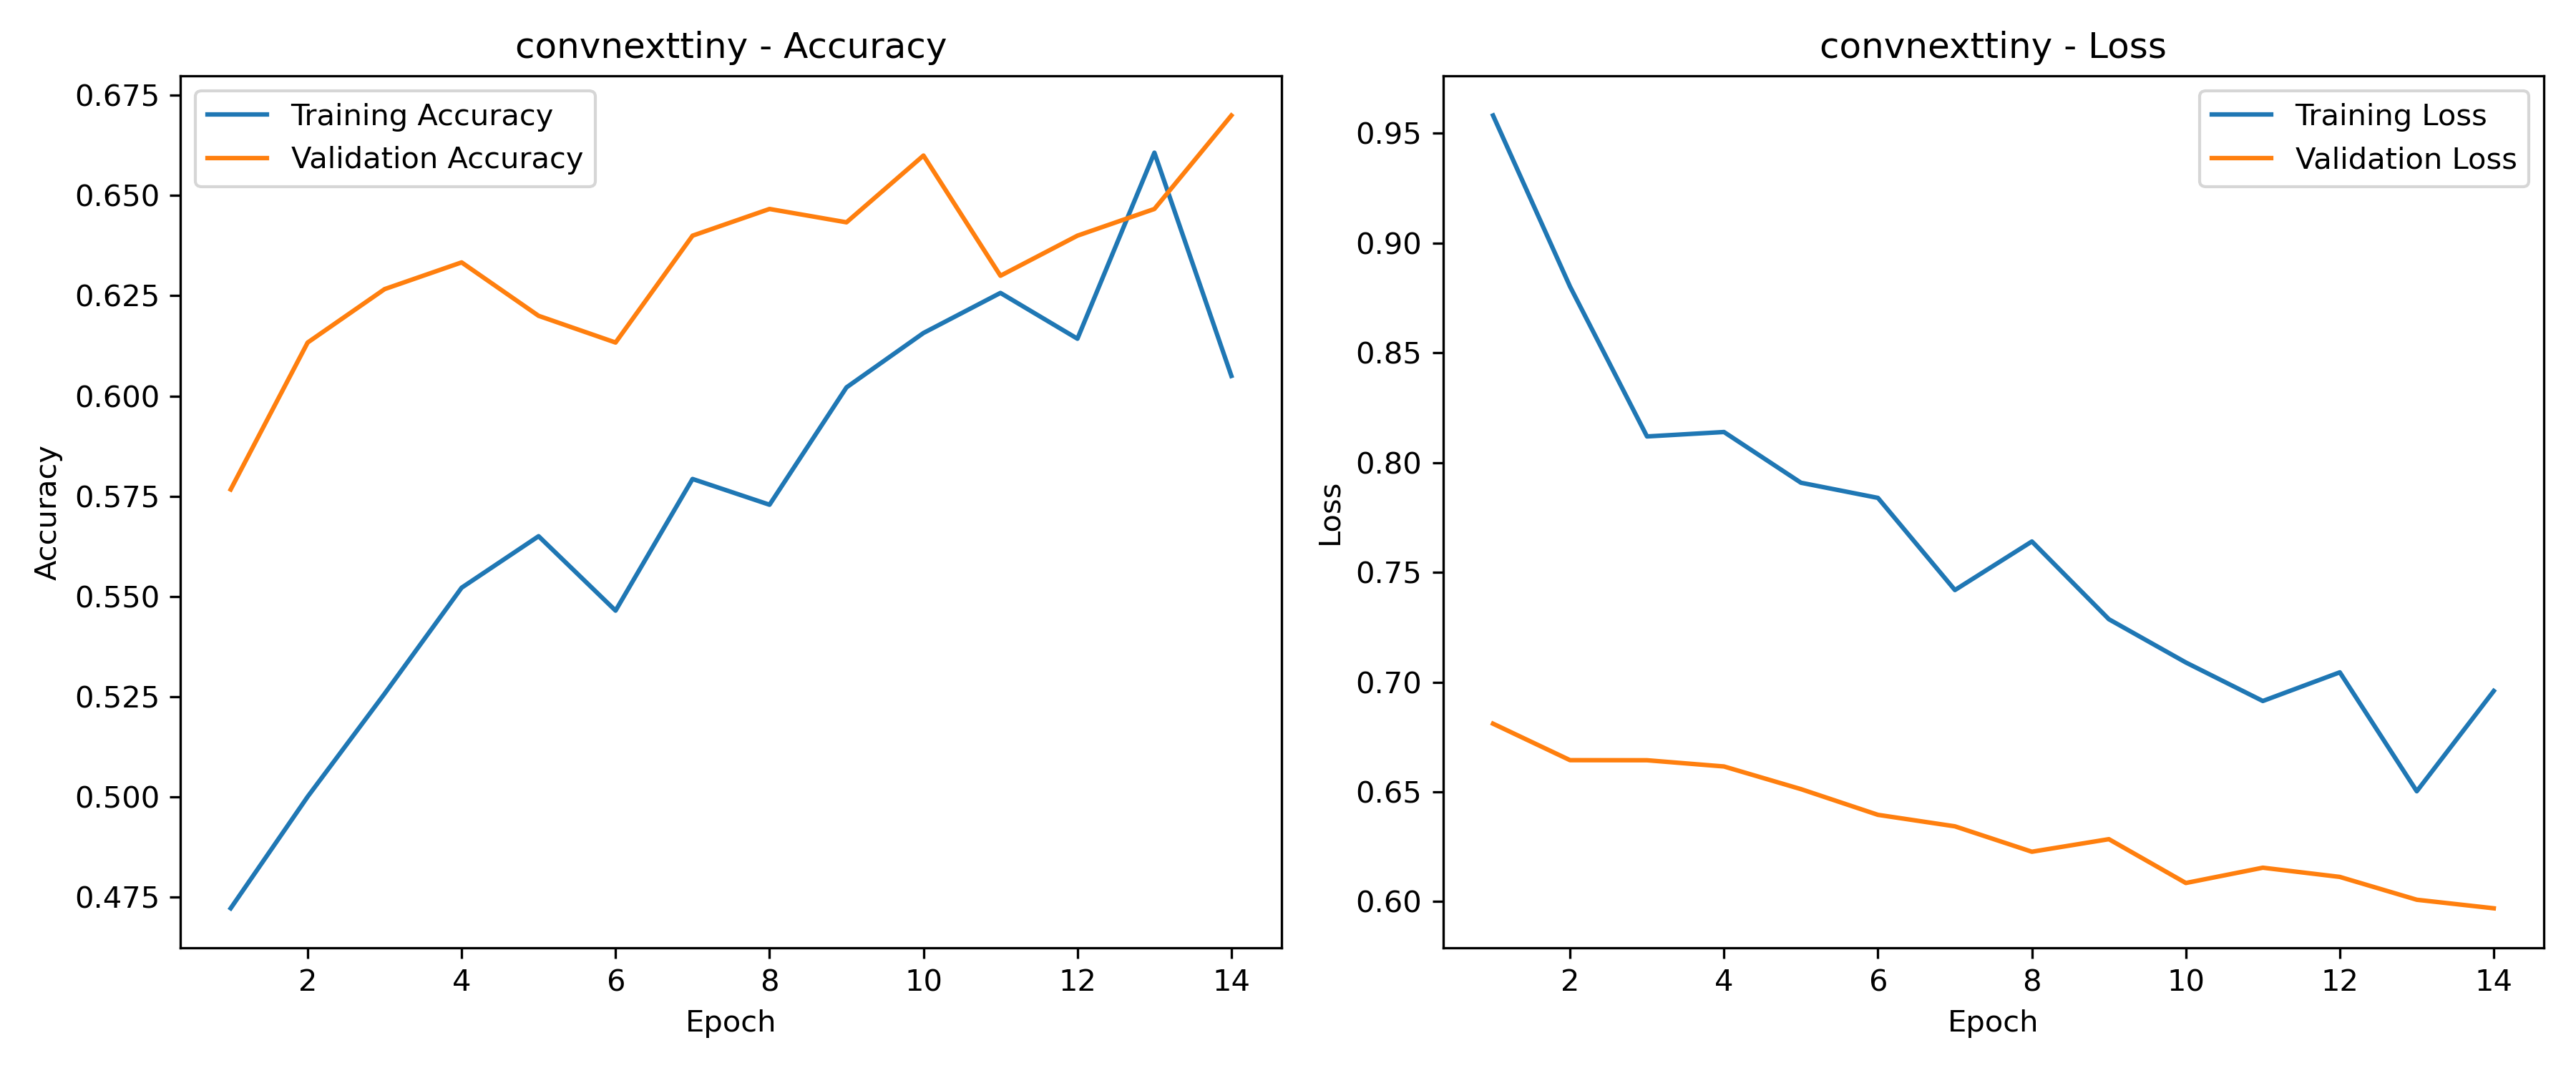 convnexttiny - Accuracy
Training Accuracy
Validation Accuracy
0.675
0.650
0.625
0.600
0.575
0.550
0.525
0.500
0.475
Accuracy
2 4 6 8 10 12 14
Epoch
convnexttiny - Loss
Training Loss
Validation Loss
0.95
0.90
0.85
0.80
0.75
0.70
0.65
0.60
Loss
2 4 6 8 10 12 14
Epoch